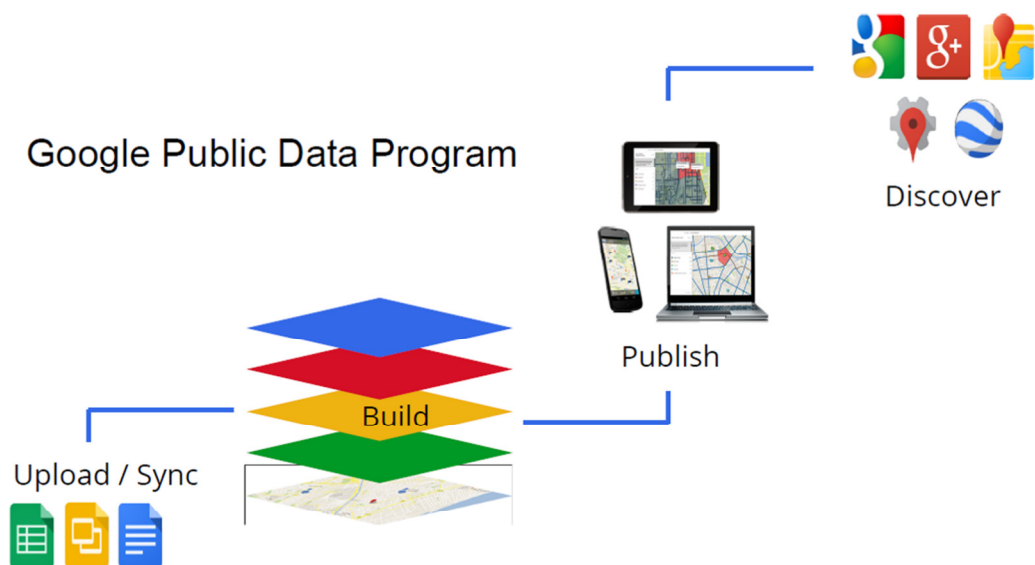 Google Public Data Program
g+
Discover
Publish
Build
Upload / Sync